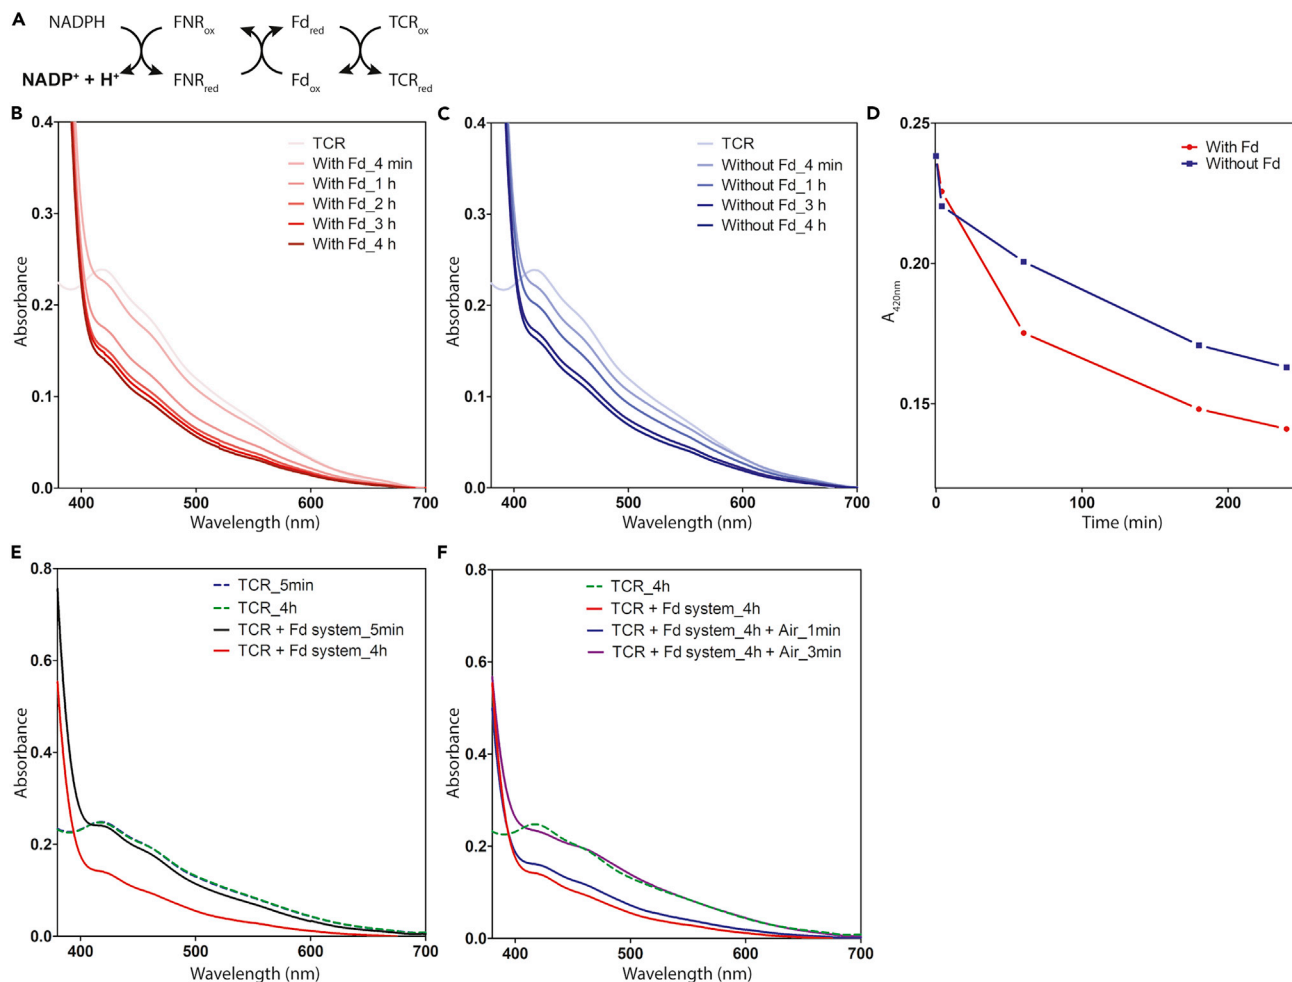 A
NADPH FNRox Fdred TCRox
NADP+ + H+ FNRred Fdox TCRred
B
0.4
0.3
0.2
0.1
0.0
Absorbance
400 500 600 700
Wavelength (nm)
TCR
With Fd_4 min
With Fd_1 h
With Fd_2 h
With Fd_3 h
With Fd_4 h
C
0.4
0.3
0.2
0.1
0.0
Absorbance
400 500 600 700
Wavelength (nm)
TCR
Without Fd_4 min
Without Fd_1 h
Without Fd_3 h
Without Fd_4 h
D
0.25
0.20
0.15
A420nm
0 100 200
Time (min)
With Fd
Without Fd
E
0.8
0.6
0.4
0.2
0.0
Absorbance
400 500 600 700
Wavelength (nm)
TCR_5min
TCR_4h
TCR + Fd system_5min
TCR + Fd system_4h
F
0.8
0.6
0.4
0.2
0.0
Absorbance
400 500 600 700
Wavelength (nm)
TCR_4h
TCR + Fd system_4h
TCR + Fd system_4h + Air_1min
TCR + Fd system_4h + Air_3min